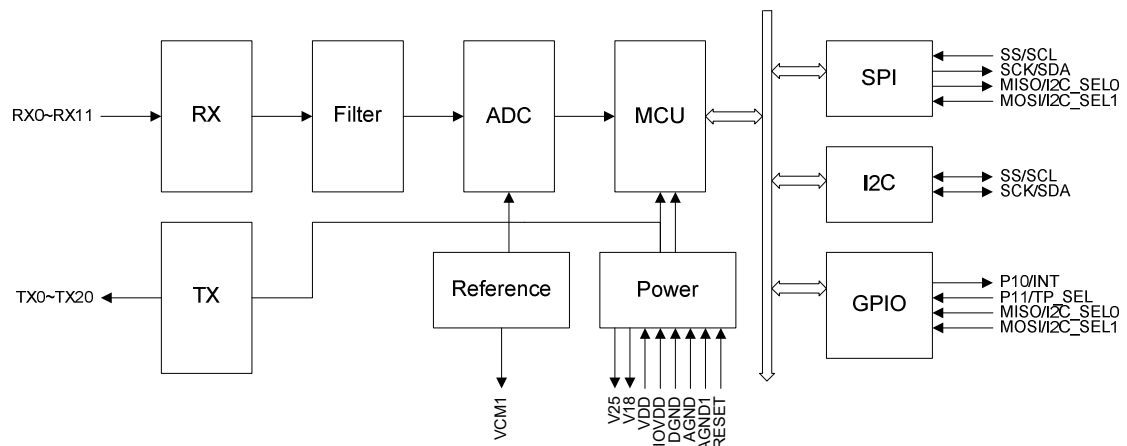 RX0~RX11
RX
Filter
ADC
MCU
SPI
SS/SCL
SCK/SDA
MISO/I2C_SEL0
MOSI/I2C_SEL1
I2C
SS/SCL
SCK/SDA
TX0~TX20
TX
Reference
Power
GPIO
P10/INT
P11/TP_SEL
MISO/I2C_SEL0
MOSI/I2C_SEL1
VCM1
V25
V18
VDD
IOVDD
DGND
AGND
AGND1
RESET